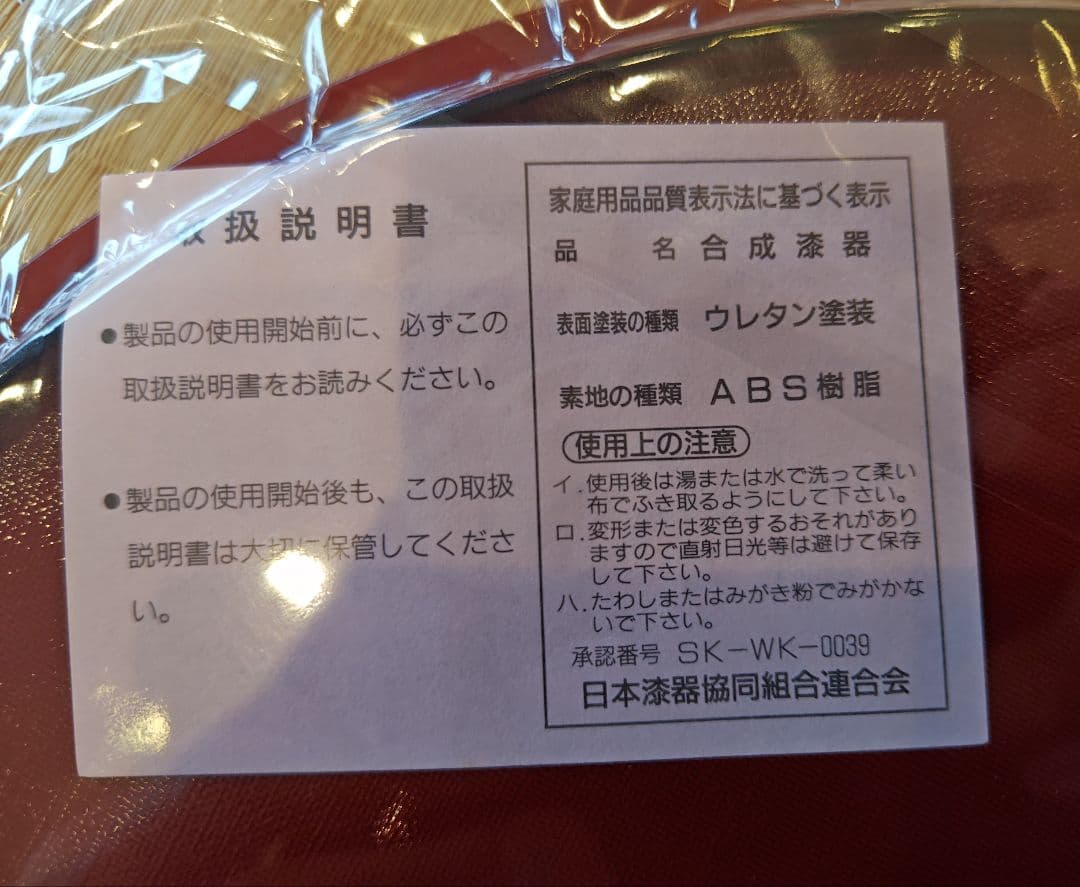 取扱説明書
●製品の使用開始前に、必ずこの
取扱説明書をお読みください。
●製品の使用開始後も、この取扱
説明書は大切に保管してくださ
い。
家庭用品品質表示法に基づく表示
品名 合成漆器
表面塗装の種類 ウレタン塗装
素地の種類 ABS樹脂
使用上の注意
イ.使用後は湯または水で洗って柔い
布でふき取るようにして下さい。
ロ.変形または変色するおそれがあり
ますので直射日光等は避けて保存
して下さい。
ハ.たわしまたはみがき粉でみがかな
いで下さい。
承認番号 SK-WK-0039
日本漆器協同組合連合会